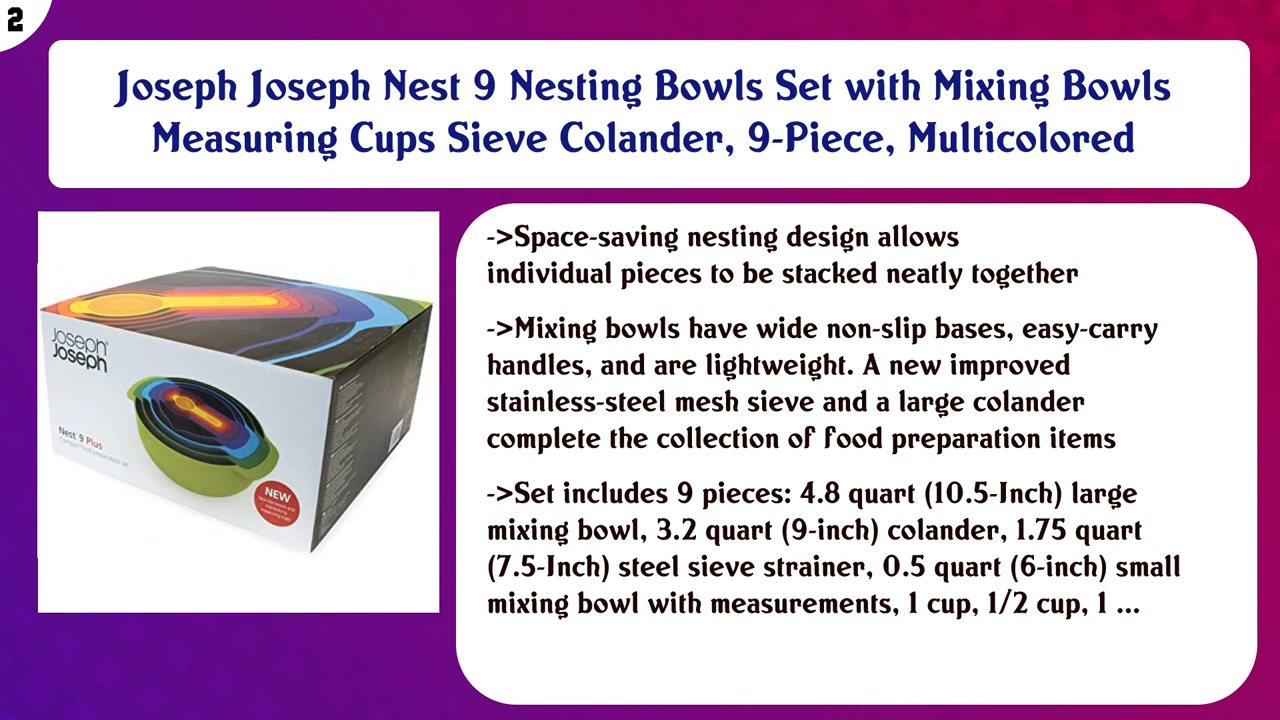 2
Joseph Joseph Nest 9 Nesting Bowls Set with Mixing Bowls
Measuring Cups Sieve Colander, 9-Piece, Multicolored
->Space-saving nesting design allows
individual pieces to be stacked neatly together
->Mixing bowls have wide non-slip bases, easy-carry
handles, and are lightweight. A new improved
stainless-steel mesh sieve and a large colander
complete the collection of food preparation items
->Set includes 9 pieces: 4.8 quart (10.5-Inch) large
mixing bowl, 3.2 quart (9-inch) colander, 1.75 quart
(7.5-Inch) steel sieve strainer, 0.5 quart (6-inch) small
mixing bowl with measurements, 1 cup, 1/2 cup, 1 ...
Joseph®
Joseph
Nest™ 9 Plus
Compact food preparation set
NEW